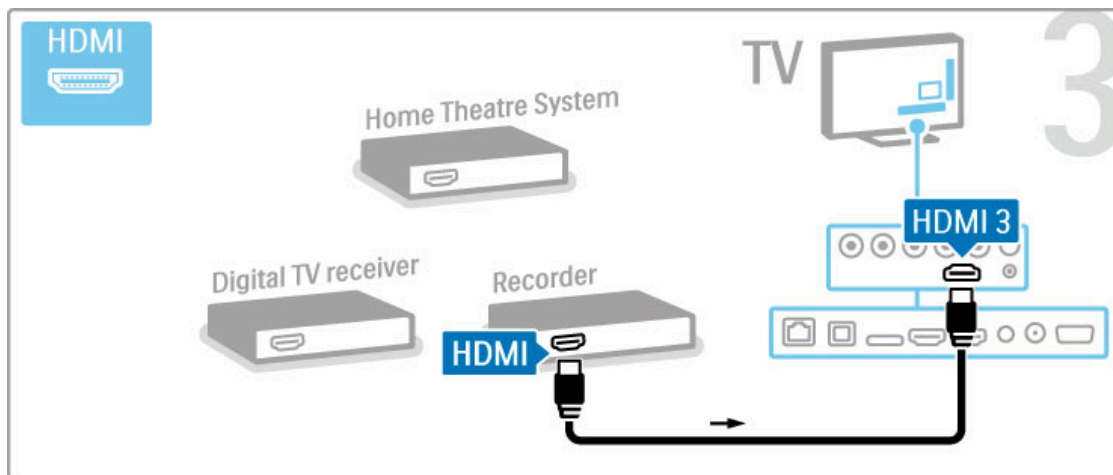 HDMI
TV
3
Home Theatre System
HDMI 3
Digital TV receiver
Recorder
HDMI